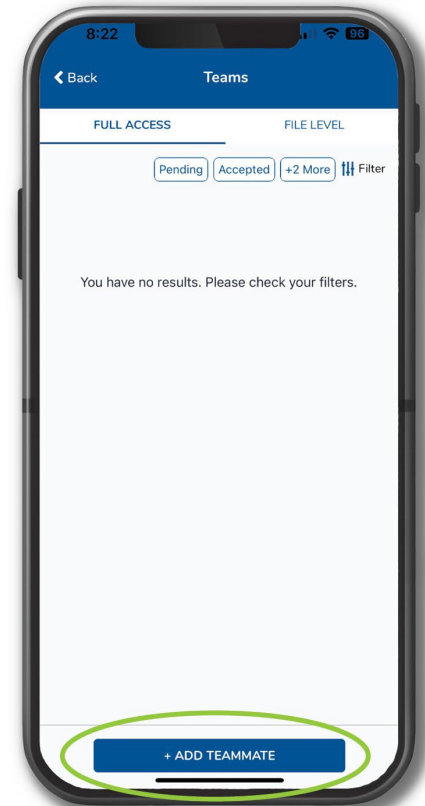 8:22 96
Back Teams
FULL ACCESS FILE LEVEL
Pending Accepted +2 More Filter
You have no results. Please check your filters.
+ ADD TEAMMATE